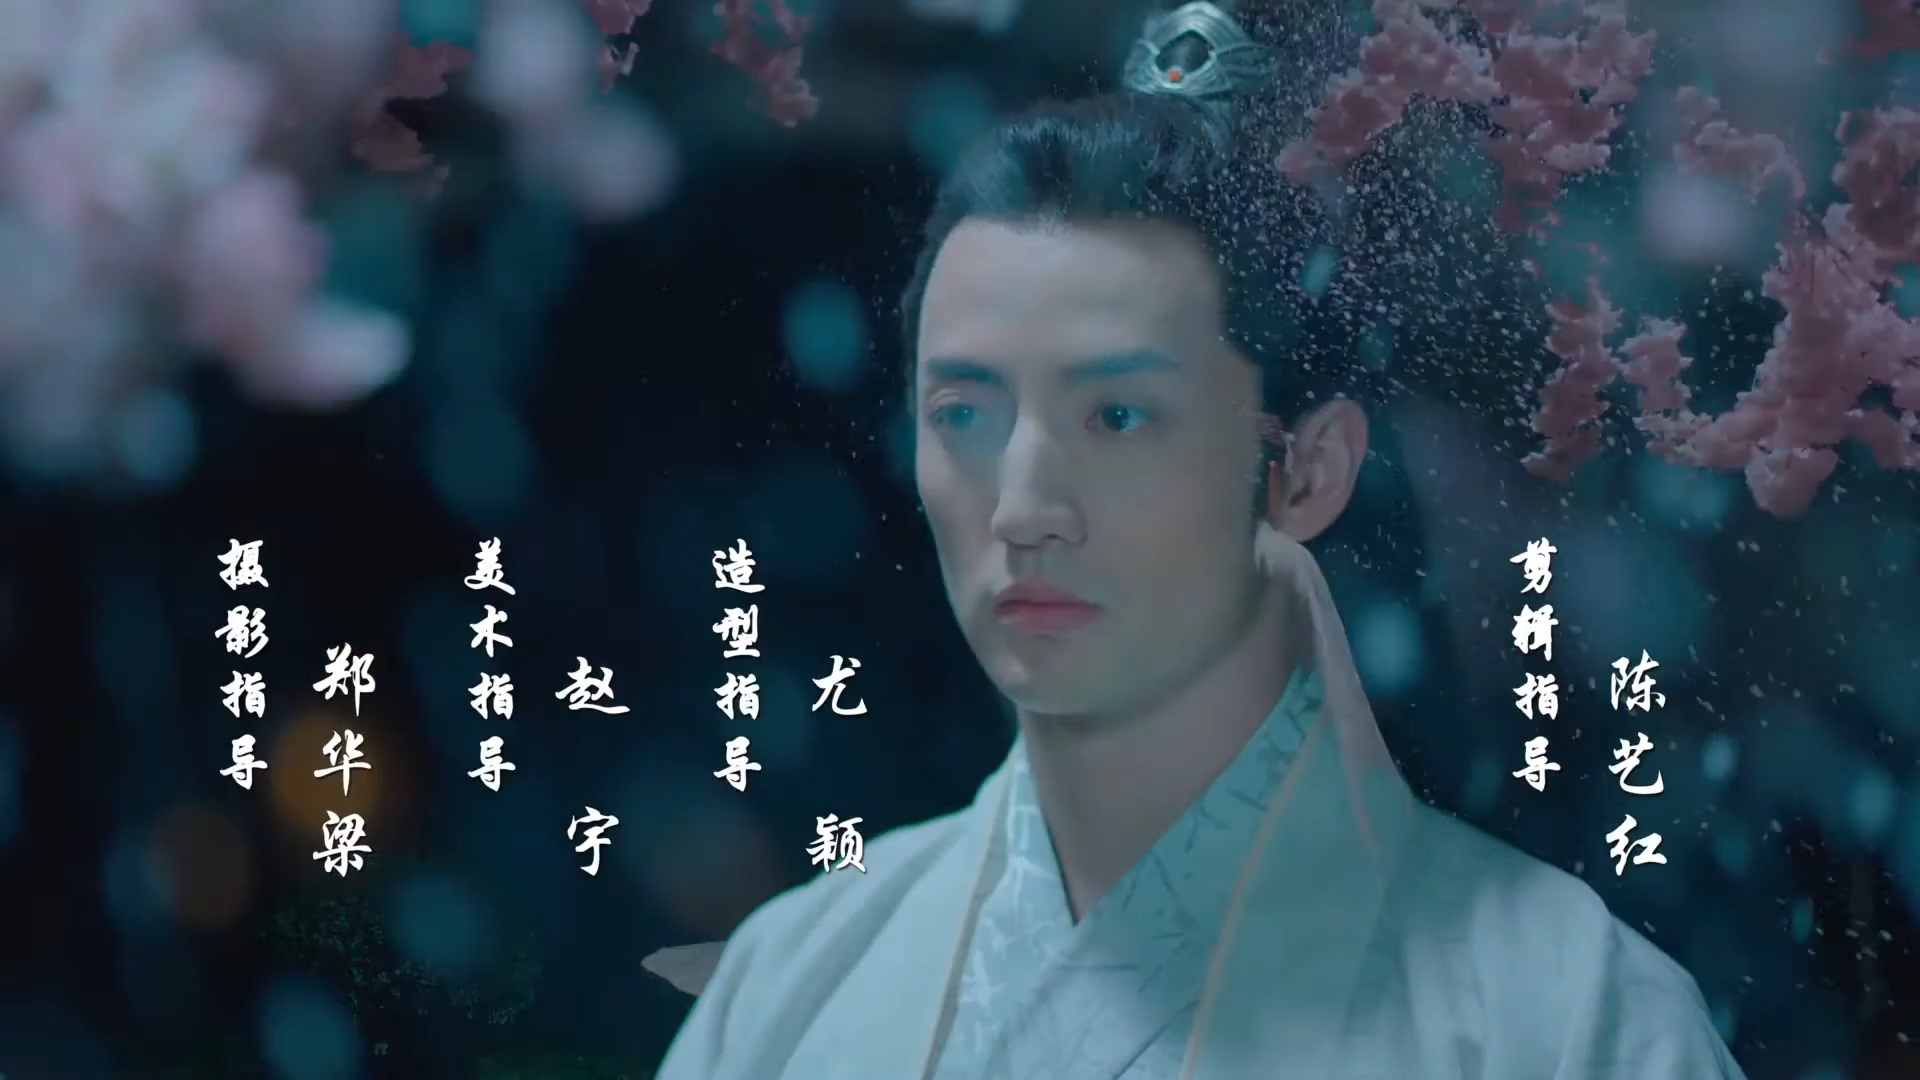 摄影指导
郑华梁
美术指导
赵宇
造型指导
尤颖
剪辑指导
陈艺红